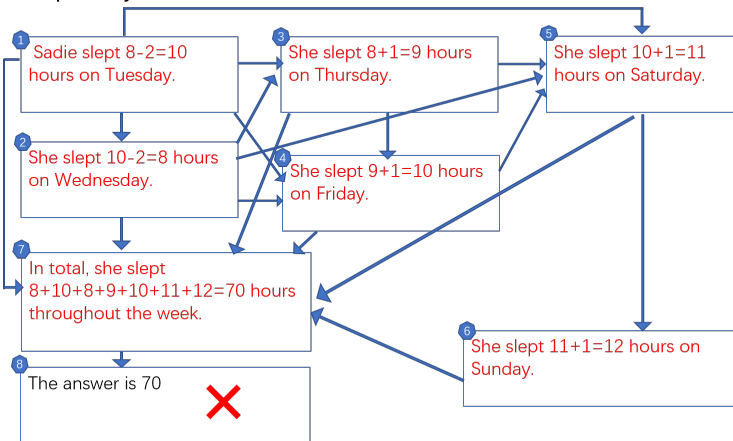 1
Sadie slept 8-2=10
hours on Tuesday.
2
She slept 10-2=8 hours
on Wednesday.
3
She slept 8+1=9 hours
on Thursday.
4
She slept 9+1=10 hours
on Friday.
5
She slept 10+1=11
hours on Saturday.
6
She slept 11+1=12 hours on
Sunday.
7
In total, she slept
8+10+8+9+10+11+12=70 hours
throughout the week.
8
The answer is 70